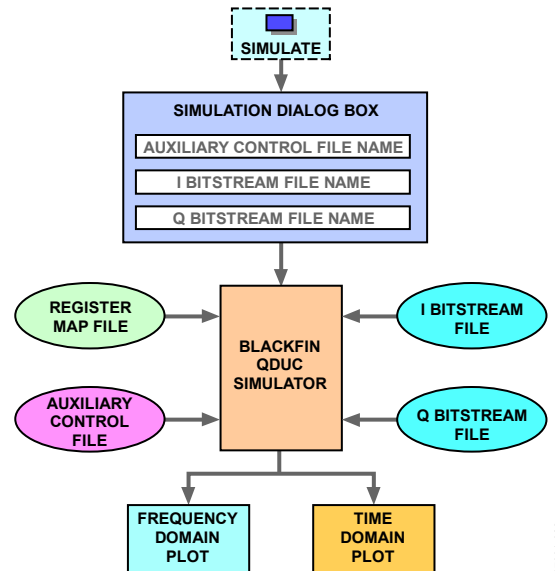 SIMULATE
SIMULATION DIALOG BOX
AUXILIARY CONTROL FILE NAME
I BITSTREAM FILE NAME
Q BITSTREAM FILE NAME
REGISTER
MAP FILE
I BITSTREAM
FILE
BLACKFIN
QDUC
SIMULATOR
AUXILIARY
CONTROL
FILE
Q BITSTREAM
FILE
FREQUENCY
DOMAIN
PLOT
TIME
DOMAIN
PLOT